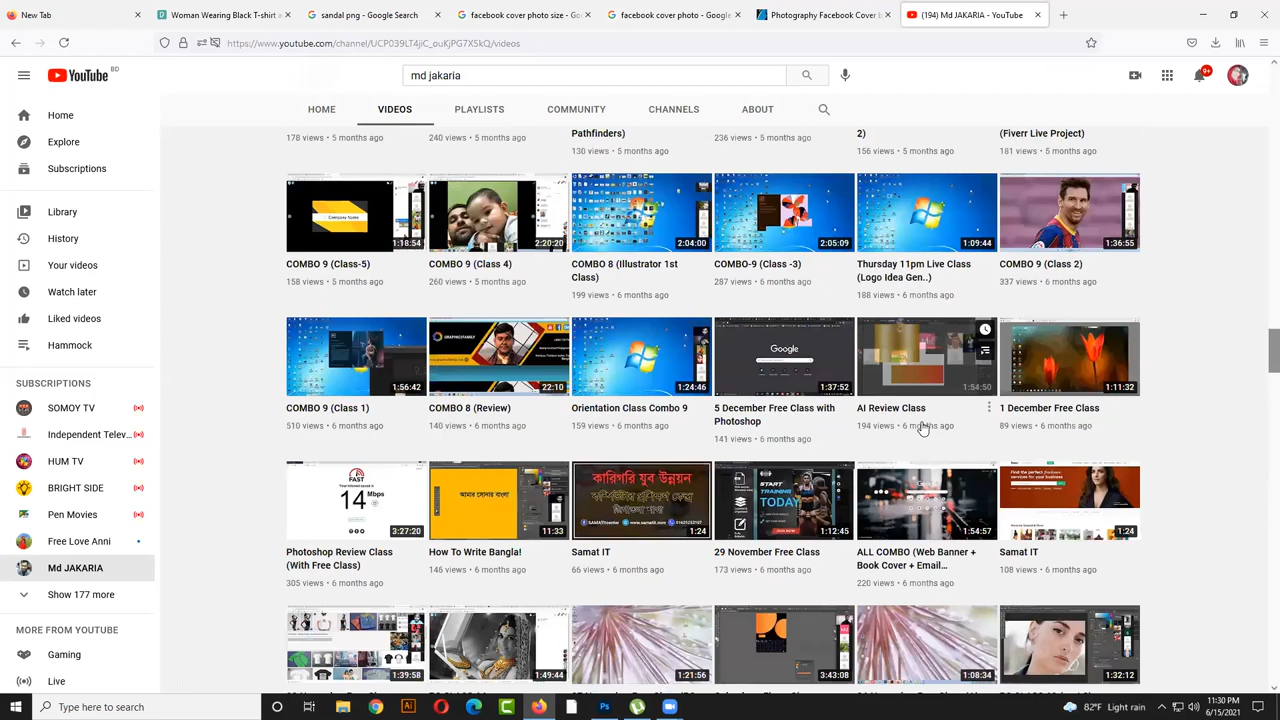 New Tab
Woman Wearing Black T-shirt a
sandal png - Google Search
facebook cover photo size - Goo
facebook cover photo - Google
Photography Facebook Cover b
(194) Md JAKARIA - YouTube
https://www.youtube.com/channel/UCP039LT4jiC_ouKjPG7X5kQ/videos
YouTube BD
md jakaria
9+
HOME VIDEOS PLAYLISTS COMMUNITY CHANNELS ABOUT
Home
Explore
Subscriptions
Library
History
Your videos
Watch later
Liked videos
Hammock
SUBSCRIPTIONS
SOMOY TV
Independent Telev...
HUM TV
BRIGHT SIDE
Pen Movies
Free Love Anni
Md JAKARIA
Show 177 more
MORE FROM YOUTUBE
Gaming
Live
Pathfinders)
2)
(Fiverr Live Project)
178 views • 5 months ago
240 views • 5 months ago
130 views • 5 months ago
236 views • 5 months ago
156 views • 5 months ago
181 views • 5 months ago
Company Name
1:18:54
2:20:20
2:04:00
2:05:09
1:09:44
1:36:55
COMBO 9 (Class-5)
158 views • 5 months ago
COMBO 9 (Class 4)
260 views • 5 months ago
COMBO 8 (Illustrator 1st
Class)
199 views • 6 months ago
COMBO-9 (Class -3)
287 views • 6 months ago
Thursday 11pm Live Class
(Logo Idea Gen..)
188 views • 6 months ago
COMBO 9 (Class 2)
337 views • 6 months ago
1:56:42
GRAPHICSFAMILY
22:10
1:24:46
Google
1:37:52
1:54:50
1:11:32
COMBO 9 (Class 1)
510 views • 6 months ago
COMBO 8 (Review)
140 views • 6 months ago
Orientation Class Combo 9
159 views • 6 months ago
5 December Free Class with
Photoshop
141 views • 6 months ago
AI Review Class
194 views • 6 months ago
1 December Free Class
89 views • 6 months ago
FAST
14 Mbps
3:27:20
আমার সোনার বাংলা
11:33
কারিগরি যুব উন্নয়ন
1:24
START
TRAINING
TODAY
1:12:45
Google
1:54:57
1:24
Photoshop Review Class
(With Free Class)
305 views • 6 months ago
How To Write Bangla!
146 views • 6 months ago
Samat IT
66 views • 6 months ago
29 November Free Class
173 views • 6 months ago
ALL COMBO (Web Banner +
Book Cover + Email...
220 views • 6 months ago
Samat IT
108 views • 6 months ago
1:39:58
1:49:44
1:21:56
3:43:08
1:08:34
1:32:12
Type here to search
82°F Light rain
11:30 PM
6/15/2021